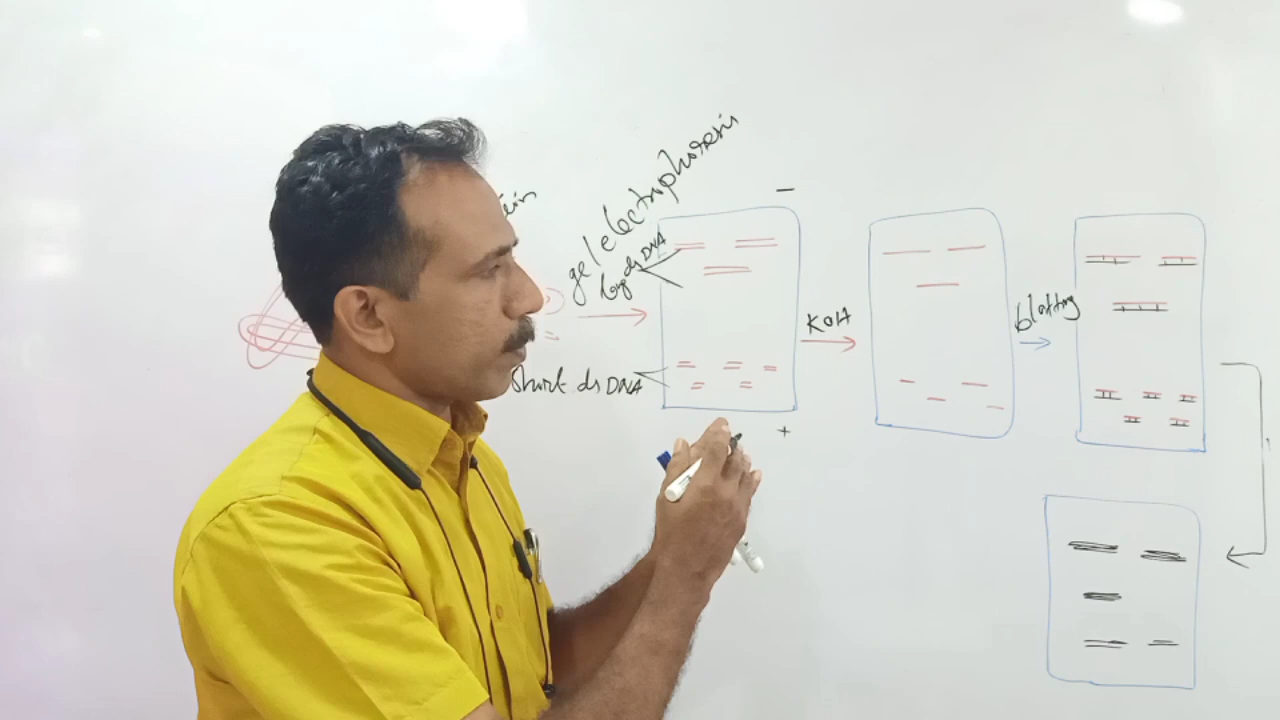 gel electrophoresis
long ds DNA
Short ds DNA
-
+
KOH
blotting